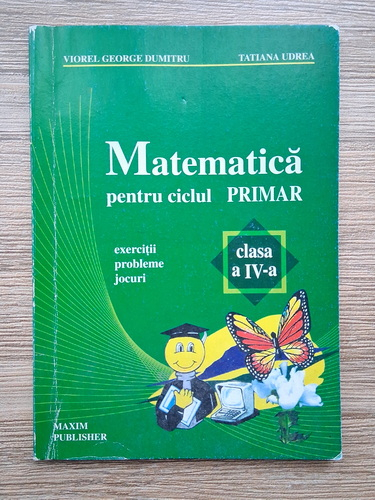 VIOREL GEORGE DUMITRU TATIANA UDREA
Matematică
pentru ciclul PRIMAR
exerciții
probleme
jocuri
clasa
a IV-a
MAXIM
PUBLISHER